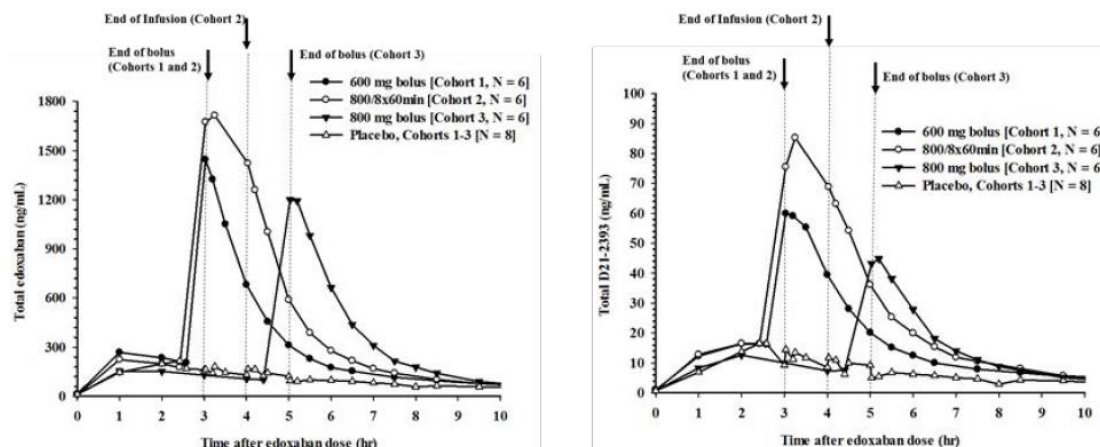 End of Infusion (Cohort 2)
End of bolus
(Cohorts 1 and 2)
End of bolus (Cohort 3)
600 mg bolus [Cohort 1, N = 6]
800/8x60min [Cohort 2, N = 6]
800 mg bolus [Cohort 3, N = 6]
Placebo, Cohorts 1-3 [N = 8]
Total edoxaban (ng/mL)
1800
1500
1200
900
600
300
0
0 1 2 3 4 5 6 7 8 9 10
Time after edoxaban dose (hr)
End of Infusion (Cohort 2)
End of bolus
(Cohorts 1 and 2)
End of bolus (Cohort 3)
600 mg bolus [Cohort 1, N = 6]
800/8x60min [Cohort 2, N = 6]
800 mg bolus [Cohort 3, N = 6
Placebo, Cohorts 1-3 [N = 8]
Total D21-2393 (ng/mL)
100
90
80
70
60
50
40
30
20
10
0
0 1 2 3 4 5 6 7 8 9 10
Time after edoxaban dose (hr)